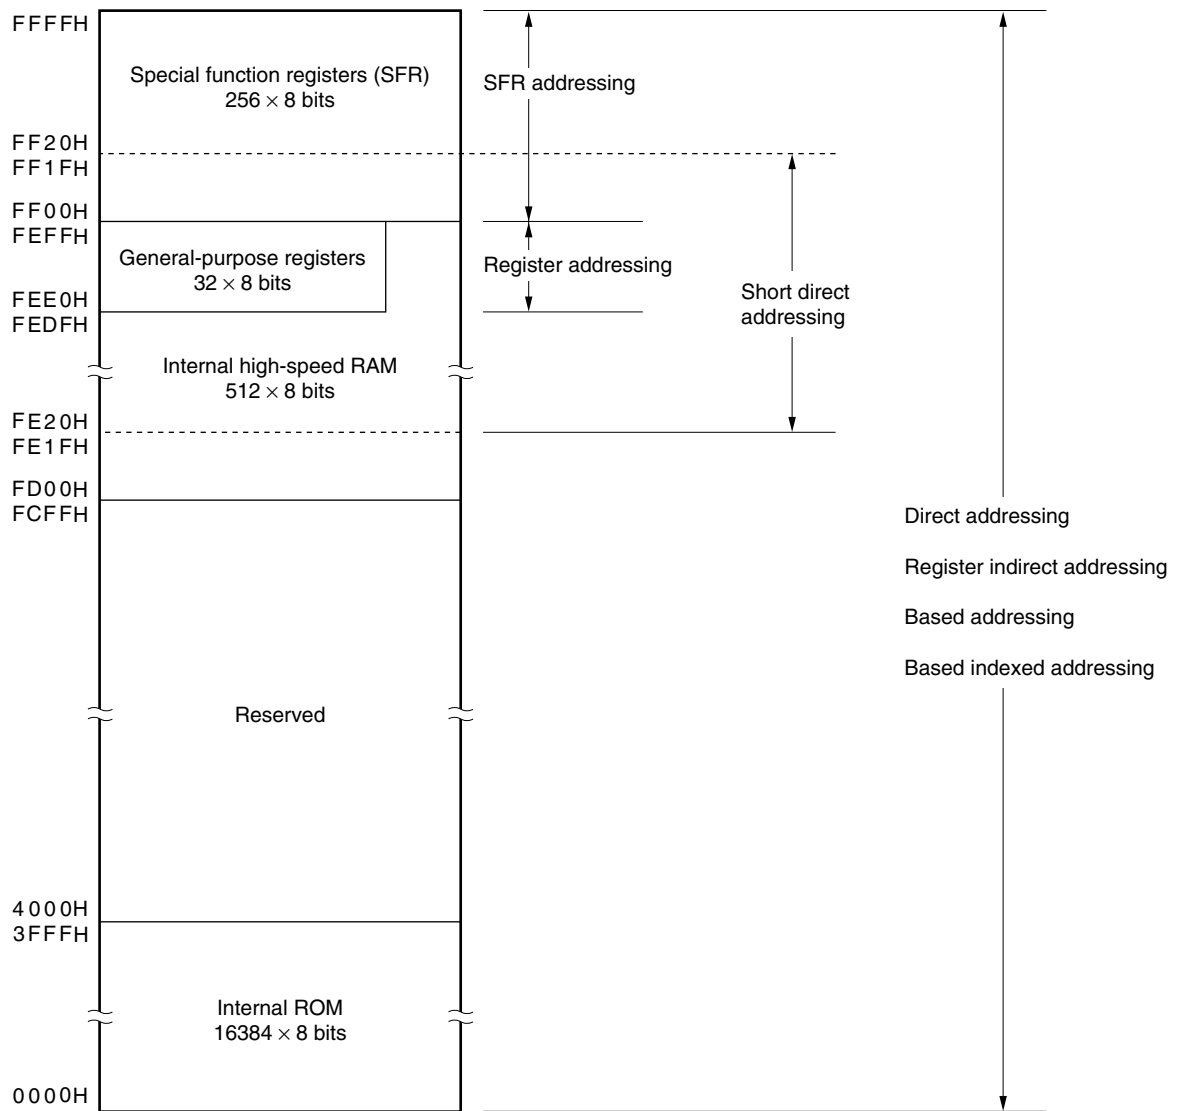 FFFFH
Special function registers (SFR)
256 × 8 bits
SFR addressing
FF20H
FF1FH
FF00H
FEFFH
General-purpose registers
32 × 8 bits
Register addressing
Short direct
addressing
FEE0H
FEDFH
Internal high-speed RAM
512 × 8 bits
FE20H
FE1FH
FD00H
FCFFH
Direct addressing
Register indirect addressing
Based addressing
Based indexed addressing
Reserved
4000H
3FFFH
Internal ROM
16384 × 8 bits
0000H